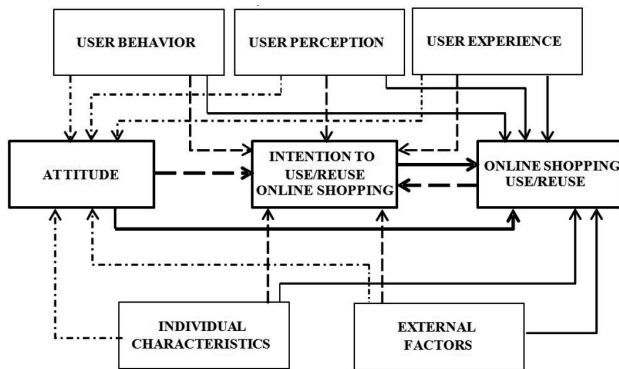 USER BEHAVIOR
USER PERCEPTION
USER EXPERIENCE
ATTITUDE
INTENTION TO
USE/REUSE
ONLINE SHOPPING
ONLINE SHOPPING
USE/REUSE
INDIVIDUAL
CHARACTERISTICS
EXTERNAL
FACTORS